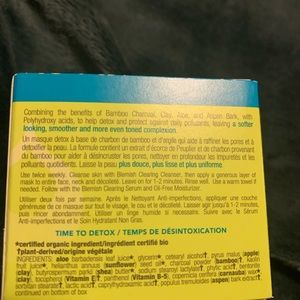 Combining the benefits of Bamboo Charcoal, Clay, Aloe, and Aspen Bark, with
Polyhydroxy acids, to help detox and protect against daily pollutants, leaving a softer
looking, smoother and more even toned complexion.
Un masque detox à base de charbon de bambou et d'argile qui aide à raffiner les pores et à
detoxifier la peau. La formule contient un extrait d'écorce de Peuplier et de charbon provenant
du bambou pour aider à désincruster les pores, nettoyer en profondeur les impuretés et les
polluants quotidiens Laisse la peau plus douce, plus lisse et plus uniforme.
Use twice weekly. Cleanse skin with Blemish Clearing Cleanser, then apply a generous layer of
mask to entire face, neck and décolleté. Leave mask on for 1-2 minutes. Rinse well. Use a warm towel if
needed. Follow with the Blemish Clearing Serum and Oil-Free Moisturizer.
Utiliser deux fois par semaine. Après le Nettoyant Anti-imperfections, appliquer une couche
généreuse sur l'ensemble du visage, du cou et du décolleté. Laisser agir jusqu'à 1-2 minutes,
puis rincer abondamment. Utiliser un linge humide si nécessaire. Suivre avec le Sérum
Anti-imperfections et le Soin Hydratant Non Gras.
TIME TO DETOX / TEMPS DE DÉSINTOXICATION
*certified organic ingredient/ingrédient certifié bio
†plant-derived/origine végétale
INGREDIENTS: aloe barbadensis leaf juice*, glycerin†, cetearyl alcohol†, pyrus malus (apple)
fruit juice*, helianthus annuus (sunflower) seed oil*, charcoal powder (bamboo)†, kaolin
(clay), butyrospermum parkii (shea) butter*, sodium stearoyl lactylate†, phytic acid†, bentonite
(clay), tocopherol (vitamin E)†, panthenol (vitamin B-5), copernicia cerifera (carnauba) wax*,
sorbitan stearate†, lactic acid†, caprylhydroxamic acid†, populus tremuloides (aspen) bark extract†
continued on bottom of box